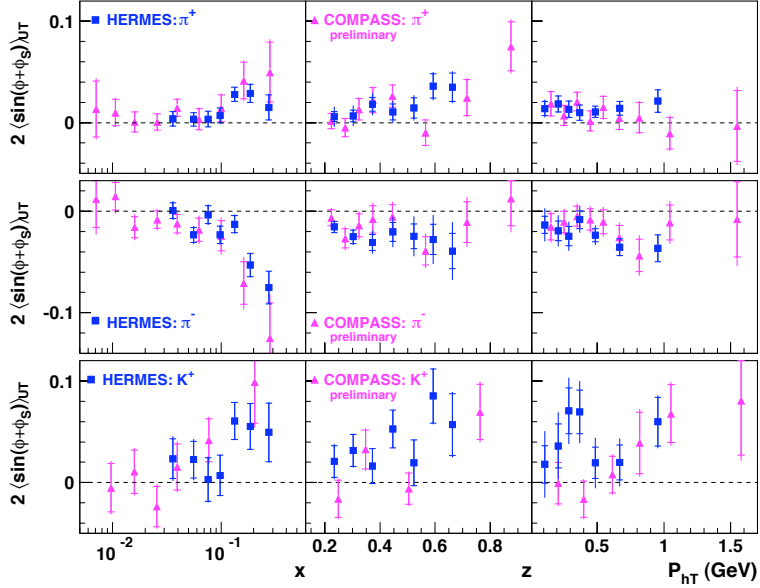 2 ⟨sin(ϕ+ϕS)⟩UT
0.1
0
HERMES: π+
COMPASS: π+
preliminary
2 ⟨sin(ϕ+ϕS)⟩UT
0
-0.1
HERMES: π-
COMPASS: π-
preliminary
2 ⟨sin(ϕ+ϕS)⟩UT
0.1
0
HERMES: K+
COMPASS: K+
preliminary
10-2 10-1 0.2 0.4 0.6 0.8 0.5 1 1.5
x z PhT (GeV)